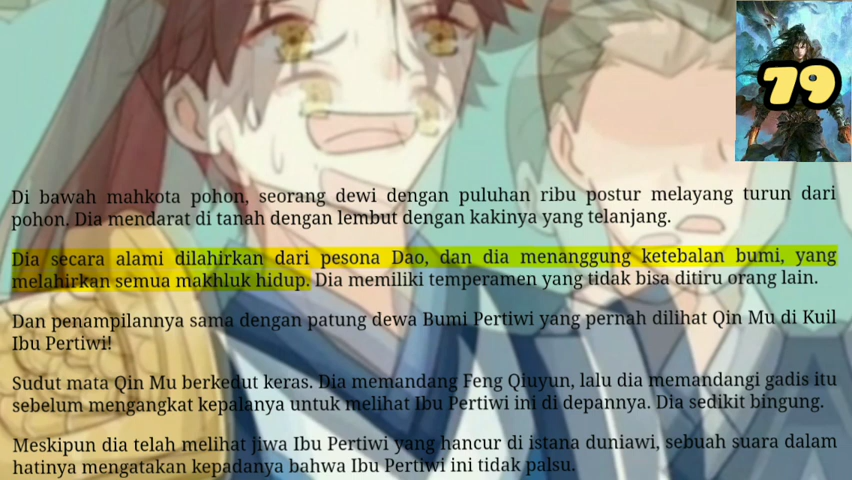 79
Di bawah mahkota pohon, seorang dewi dengan puluhan ribu postur melayang turun dari
pohon. Dia mendarat di tanah dengan lembut dengan kakinya yang telanjang.
Dia secara alami dilahirkan dari pesona Dao, dan dia menanggung ketebalan bumi, yang
melahirkan semua makhluk hidup. Dia memiliki temperamen yang tidak bisa ditiru orang lain.
Dan penampilannya sama dengan patung dewa Bumi Pertiwi yang pernah dilihat Qin Mu di Kuil
Ibu Pertiwi!
Sudut mata Qin Mu berkedut keras. Dia memandang Feng Qiuyun, lalu dia memandangi gadis itu
sebelum mengangkat kepalanya untuk melihat Ibu Pertiwi ini di depannya. Dia sedikit bingung.
Meskipun dia telah melihat jiwa Ibu Pertiwi yang hancur di istana duniawi, sebuah suara dalam
hatinya mengatakan kepadanya bahwa Ibu Pertiwi ini tidak palsu.